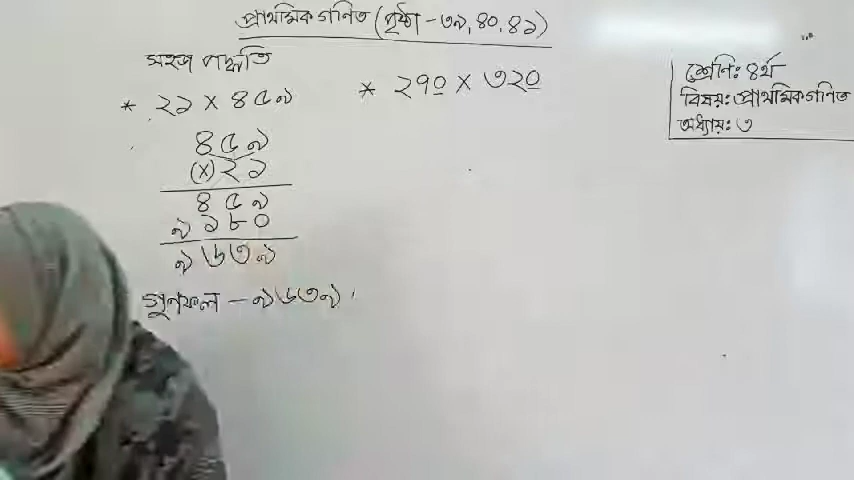 প্রাথমিক গণিত (পৃষ্ঠা - ৩৯, ৪০, ৪১)
সহজ পদ্ধতি
* ২১ × ৪৫৯
৪৫৯
(×) ২১
৪৫৯
৯১৮০
৯৬৩৯
গুনফল - ৯৬৩৯।
* ২৭০ × ৩২০
শ্রেণি: ৪র্থ
বিষয়: প্রাথমিক গণিত
অধ্যায়: ৩